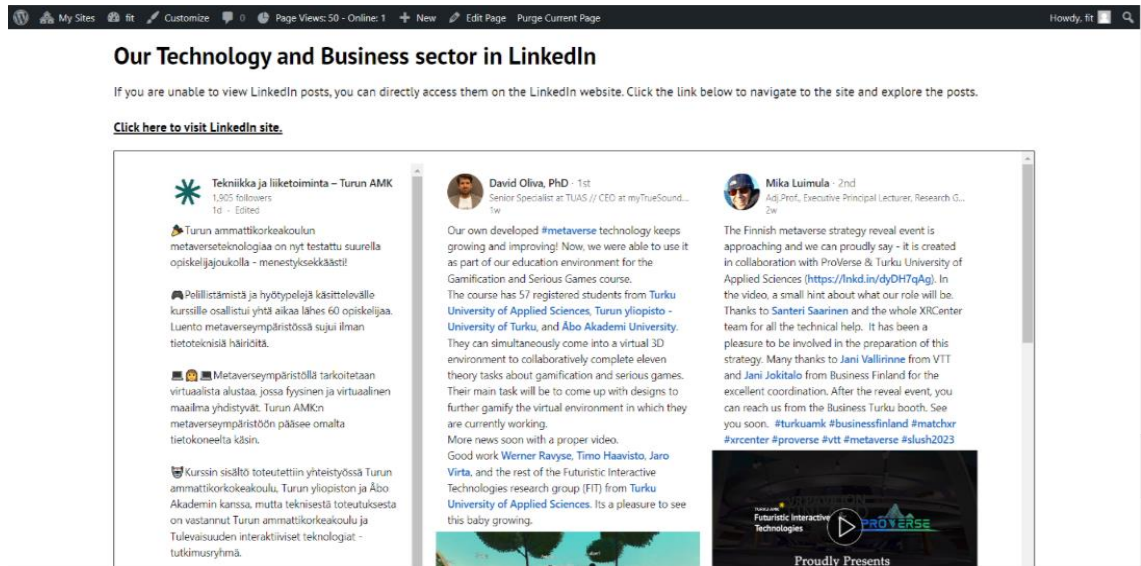 My Sites fit Customize 0 Page Views: 50 - Online: 1 New Edit Page Purge Current Page Howdy, fit
Our Technology and Business sector in LinkedIn
If you are unable to view LinkedIn posts, you can directly access them on the LinkedIn website. Click the link below to navigate to the site and explore the posts.
Click here to visit LinkedIn site.
Tekniikka ja liiketoiminta – Turun AMK
1,905 followers
1d · Edited
Turun ammattikorkeakoulun
metaverseteknologiaa on nyt testattu suurella
opiskelijajoukolla - menestyksekkäästi!
Pelillistämistä ja hyötypelejä käsittelevälle
kurssille osallistui yhtä aikaa lähes 60 opiskelijaa.
Luento metaverseympäristössä sujui ilman
tietoteknisiä häiriöitä.
Metaverseympäristöllä tarkoitetaan
virtuaalista alustaa, jossa fyysinen ja virtuaalinen
maailma yhdistyvät. Turun AMK:n
metaverseympäristöön pääsee omalta
tietokoneelta käsin.
Kurssin sisältö toteutettiin yhteistyössä Turun
ammattikorkokeakoulu, Turun yliopiston ja Åbo
Akademin kanssa, mutta teknisestä toteutuksesta
on vastannut Turun ammattikorkeakoulu ja
Tulevaisuuden interaktiiviset teknologiat -
tutkimusryhmä.
David Oliva, PhD · 1st
Senior Specialist at TUAS // CEO at myTrueSound...
1w
Our own developed #metaverse technology keeps
growing and improving! Now, we were able to use it
as part of our education environment for the
Gamification and Serious Games course.
The course has 57 registered students from Turku
University of Applied Sciences, Turun yliopisto -
University of Turku, and Åbo Akademi University.
They can simultaneously come into a virtual 3D
environment to collaboratively complete eleven
theory tasks about gamification and serious games.
Their main task will be to come up with designs to
further gamify the virtual environment in which they
are currently working.
More news soon with a proper video.
Good work Werner Ravyse, Timo Haavisto, Jaro
Virta, and the rest of the Futuristic Interactive
Technologies research group (FIT) from Turku
University of Applied Sciences. Its a pleasure to see
this baby growing.
Mika Luimula · 2nd
Adj.Prof., Executive Principal Lecturer, Research G...
2w
The Finnish metaverse strategy reveal event is
approaching and we can proudly say - it is created
in collaboration with ProVerse & Turku University of
Applied Sciences (https://lnkd.in/dyDH7qAg). In
the video, a small hint about what our role will be.
Thanks to Santeri Saarinen and the whole XRCenter
team for all the technical help. It has been a
pleasure to be involved in the preparation of this
strategy. Many thanks to Jani Vallirinne from VTT
and Jani Jokitalo from Business Finland for the
excellent coordination. After the reveal event, you
can reach us from the Business Turku booth. See
you soon. #turkuamk #businessfinland #matchxr
#xrcenter #proverse #vtt #metaverse #slush2023
Futuristic Interactive
Technologies
PROVERSE
Proudly Presents